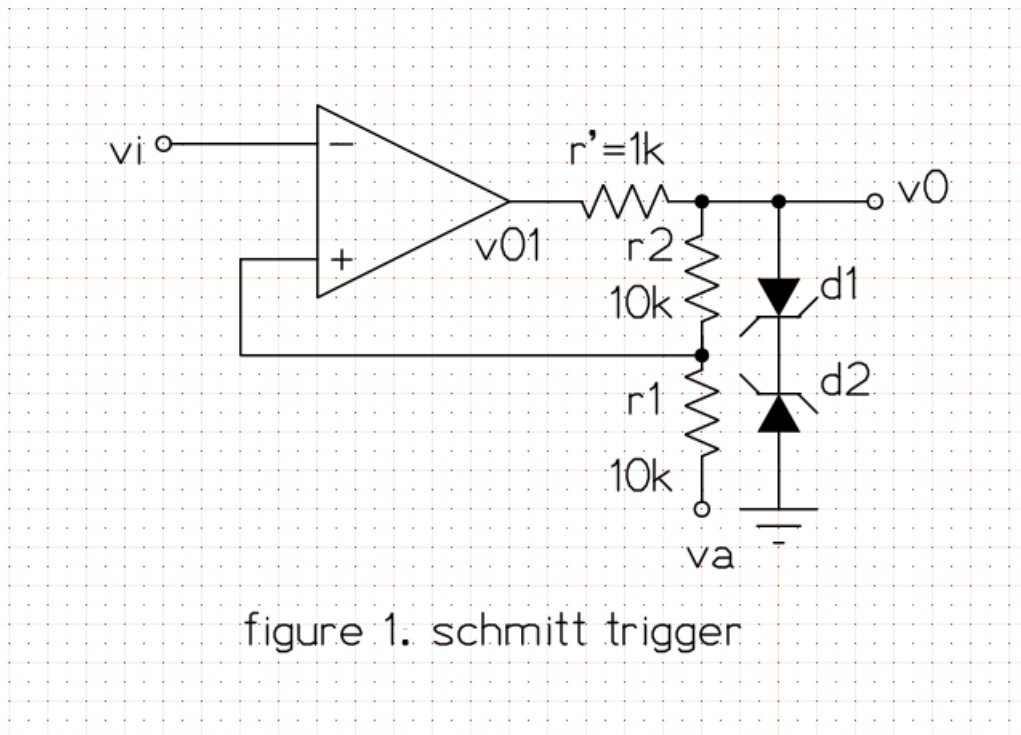 vi
−
+
v01
r'=1k
v0
r2
10k
d1
d2
r1
10k
va
figure 1. schmitt trigger